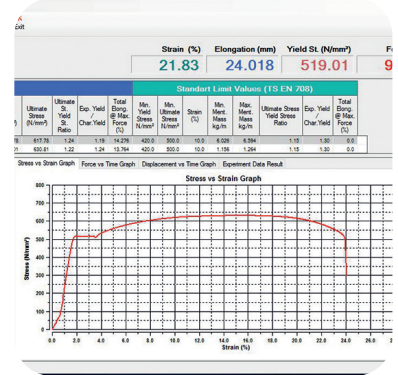 Exit
Strain (%) Elongation (mm) Yield St. (N/mm²) F
21.83 24.018 519.01 9
Standart Limit Values (TS EN 708)
Ultimate Stress (N/mm²) Ultimate St. Yield St. Ratio Exp. Yield / Char.Yield Total Elong. @ Max. Force (%) Min. Yield Stress N/mm² Min. Ultimate Stress N/mm² Strain (%) Min. Ment. Mass kg/m Max. Ment. Mass kg/m Ultimate Stress Yield Stress Ratio Exp. Yield / Char.Yield Total Elong. @ Max. Force (%)
617.78 1.24 1.19 14.276 420.0 500.0 10.0 6.026 6.594 1.15 1.30 0.0
630.81 1.22 1.24 13.764 420.0 500.0 10.0 1.156 1.264 1.15 1.30 0.0
Stress vs Strain Graph Force vs Time Graph Displacement vs Time Graph Experiment Data Result
Stress vs Strain Graph
Stress (N/mm²)
800
700
600
500
400
300
200
100
0
0.0 2.0 4.0 6.0 8.0 10.0 12.0 14.0 16.0 18.0 20.0 22.0 24.0 26.0
Strain (%)